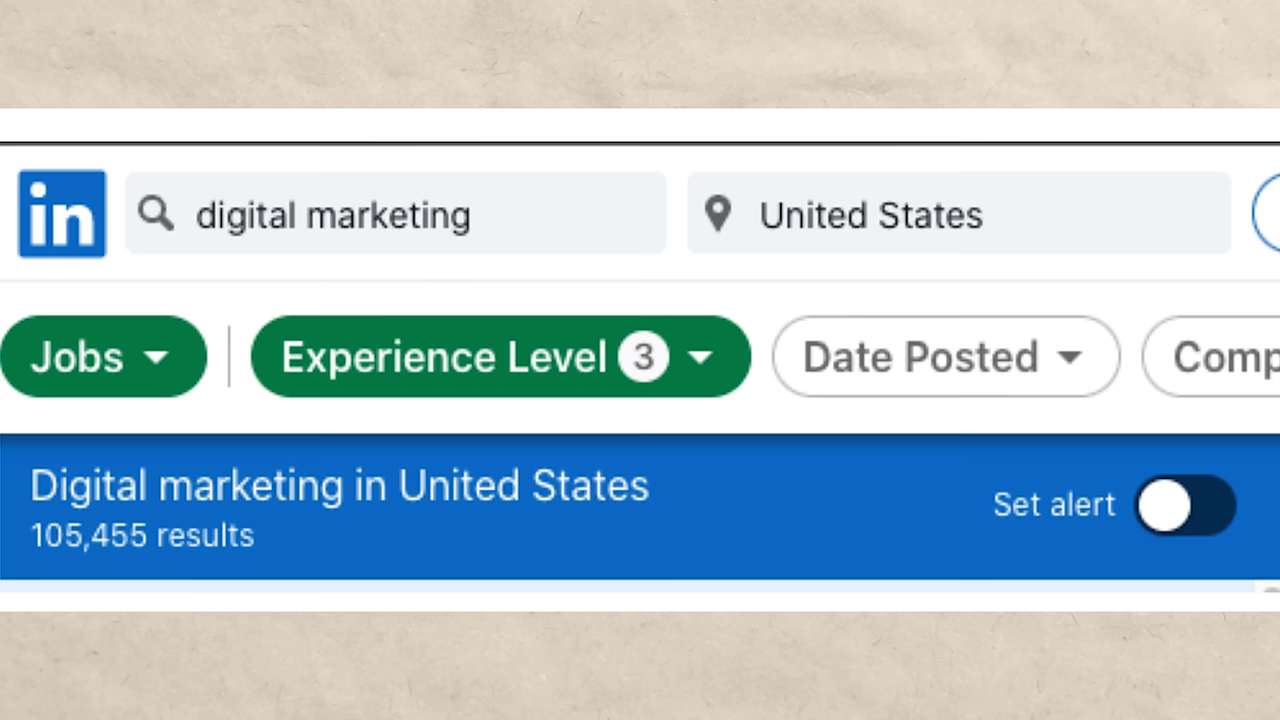 in
digital marketing
United States
Jobs
Experience Level 3
Date Posted
Comp
Digital marketing in United States
105,455 results
Set alert